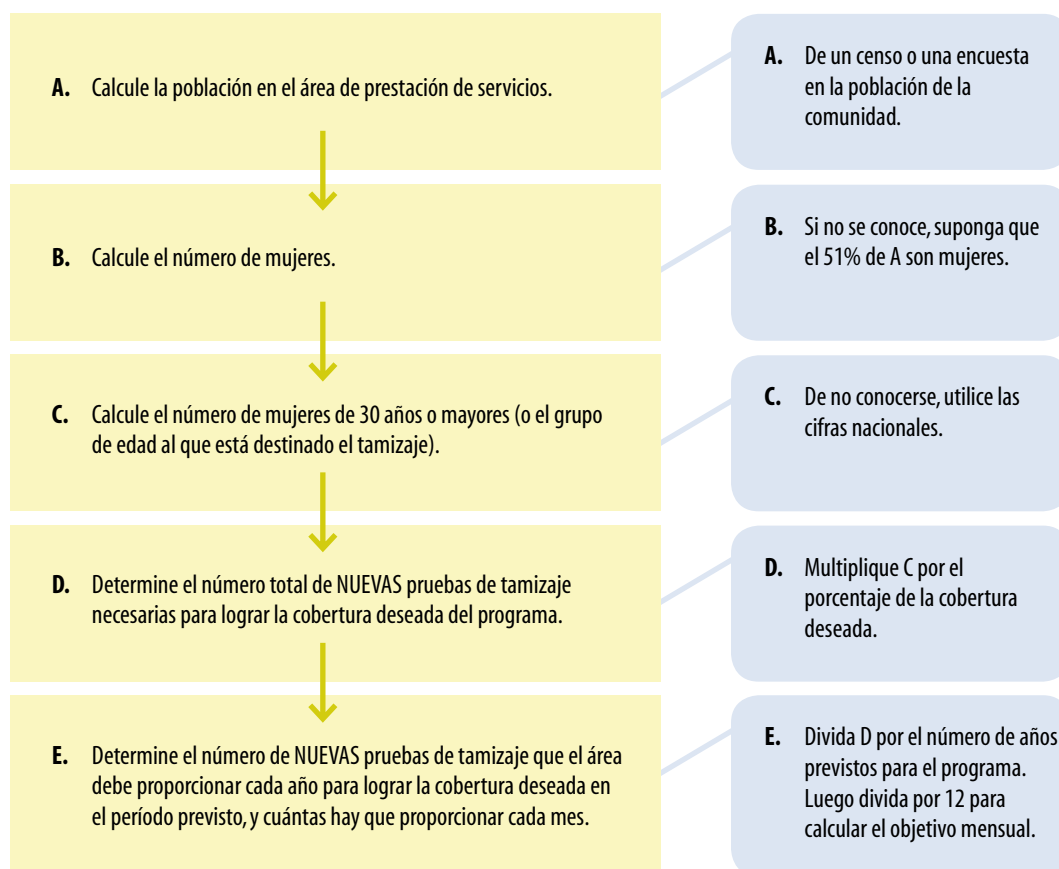 A. Calcule la población en el área de prestación de servicios.
A. De un censo o una encuesta
en la población de la
comunidad.
B. Calcule el número de mujeres.
B. Si no se conoce, suponga que
el 51% de A son mujeres.
C. Calcule el número de mujeres de 30 años o mayores (o el grupo
de edad al que está destinado el tamizaje).
C. De no conocerse, utilice las
cifras nacionales.
D. Determine el número total de NUEVAS pruebas de tamizaje
necesarias para lograr la cobertura deseada del programa.
D. Multiplique C por el
porcentaje de la cobertura
deseada.
E. Determine el número de NUEVAS pruebas de tamizaje que el área
debe proporcionar cada año para lograr la cobertura deseada en
el período previsto, y cuántas hay que proporcionar cada mes.
E. Divida D por el número de años
previstos para el programa.
Luego divida por 12 para
calcular el objetivo mensual.